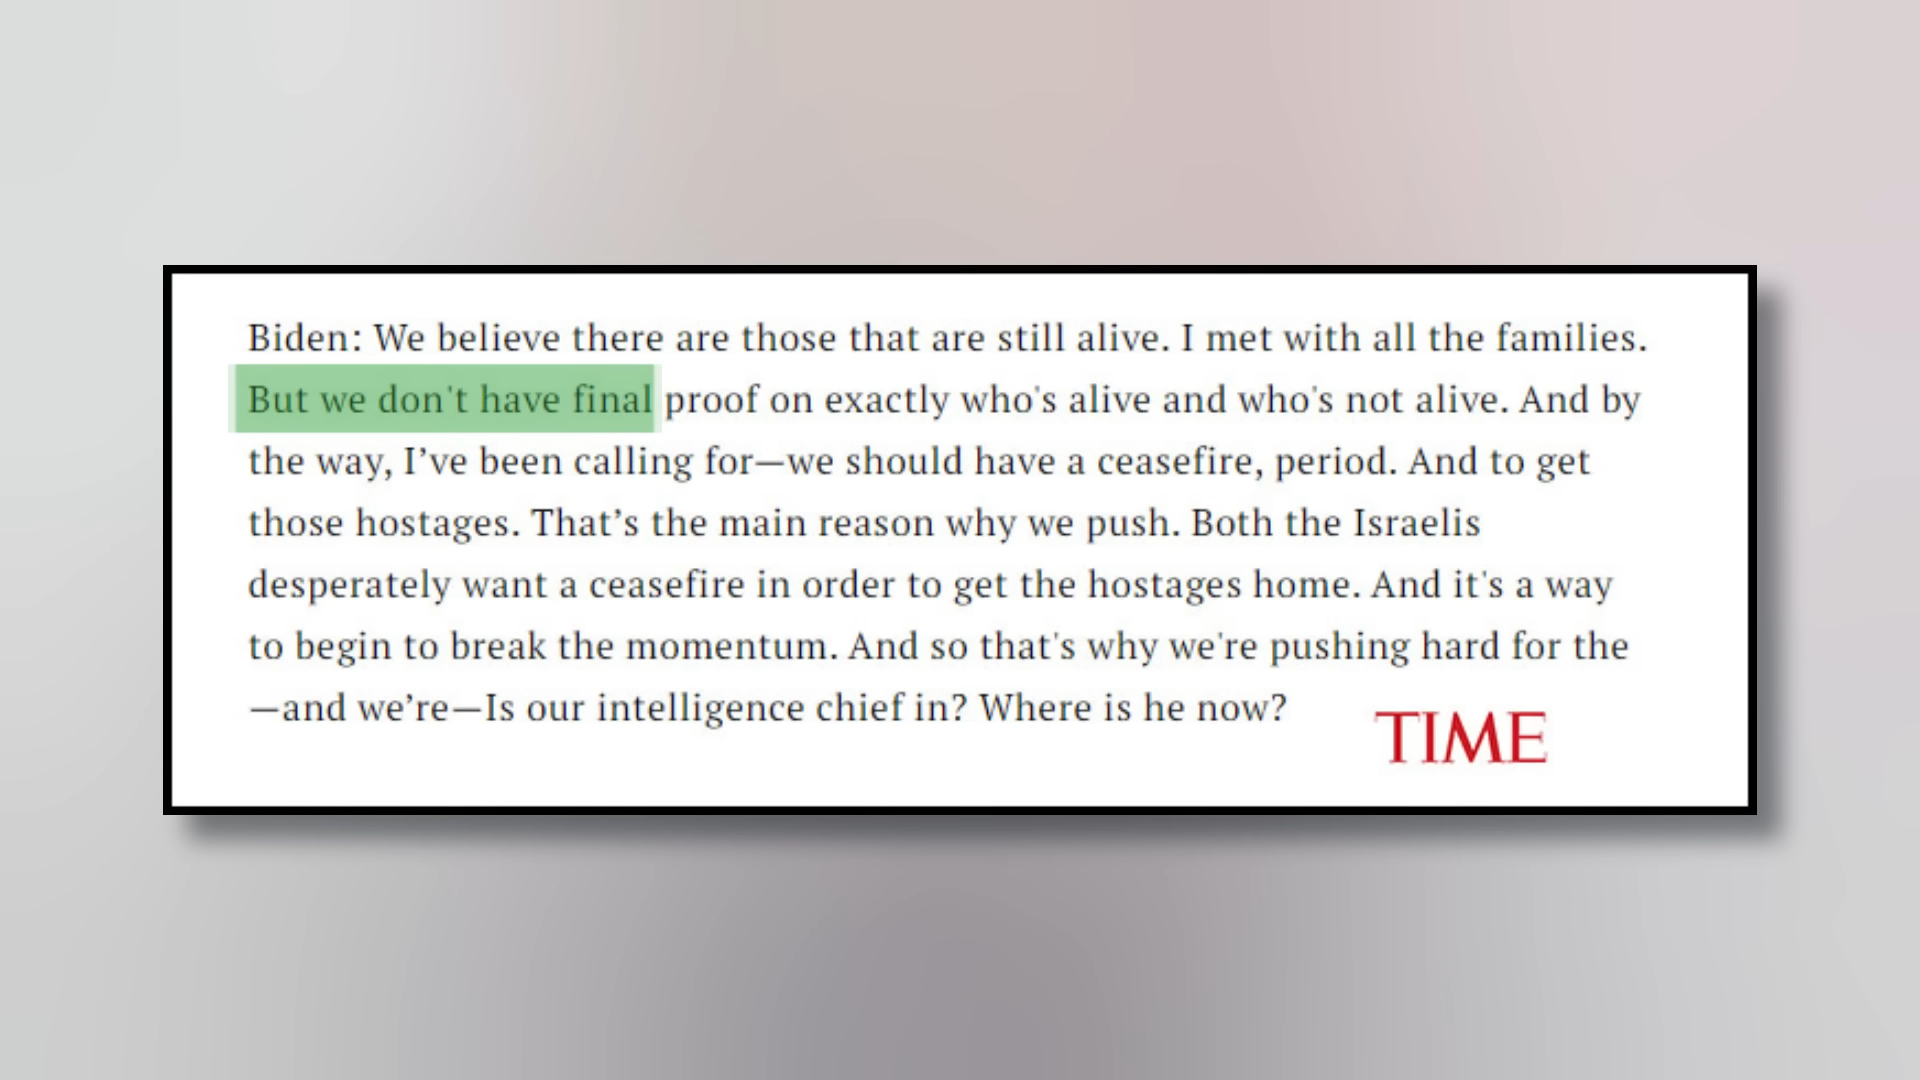 Biden: We believe there are those that are still alive. I met with all the families.
But we don't have final proof on exactly who's alive and who's not alive. And by
the way, I’ve been calling for—we should have a ceasefire, period. And to get
those hostages. That’s the main reason why we push. Both the Israelis
desperately want a ceasefire in order to get the hostages home. And it's a way
to begin to break the momentum. And so that's why we're pushing hard for the
—and we’re—Is our intelligence chief in? Where is he now?
TIME